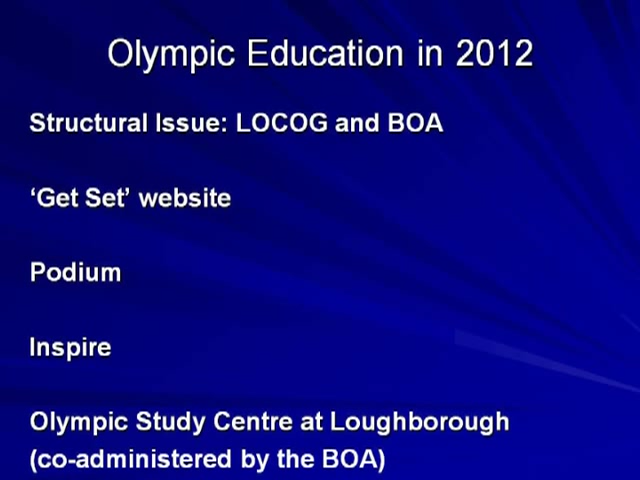 Olympic Education in 2012
Structural Issue: LOCOG and BOA
‘Get Set’ website
Podium
Inspire
Olympic Study Centre at Loughborough
(co-administered by the BOA)